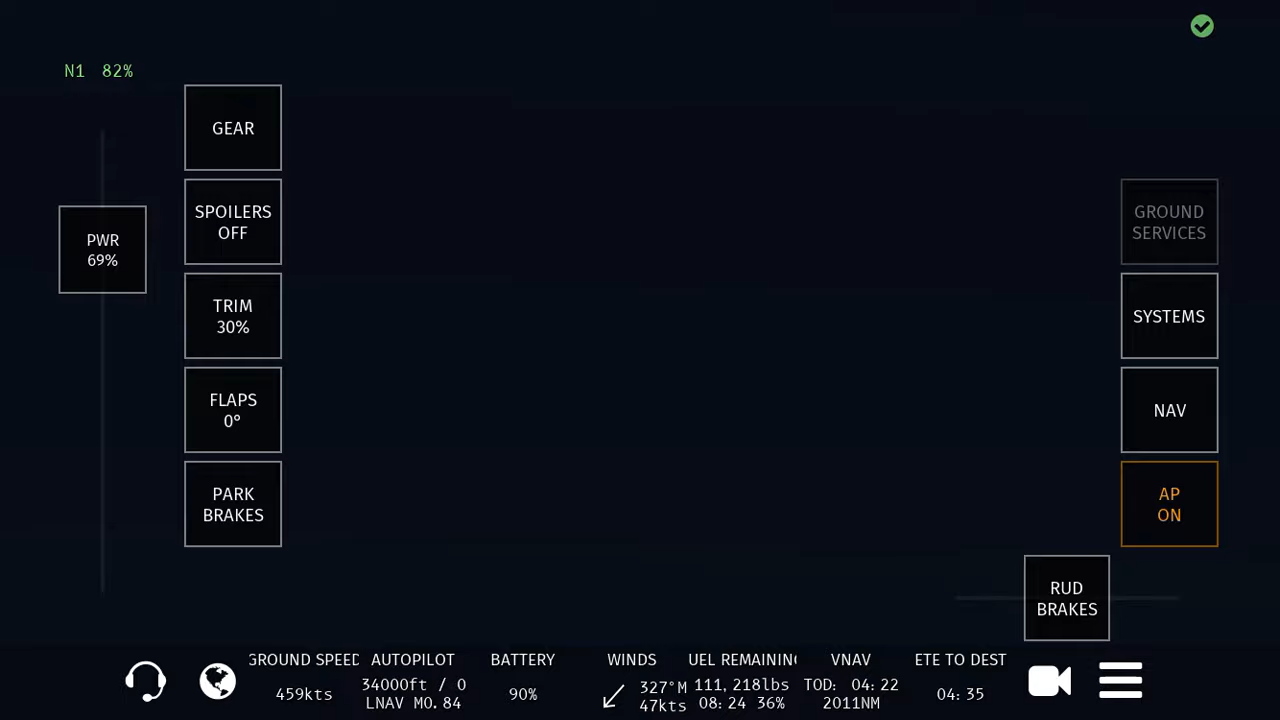 N1 82%
GEAR
SPOILERS
OFF
PWR
69%
TRIM
30%
FLAPS
0°
PARK
BRAKES
GROUND
SERVICES
SYSTEMS
NAV
AP
ON
RUD
BRAKES
GROUND SPEED
459kts
AUTOPILOT
34000ft / 0
LNAV M0.84
BATTERY
90%
WINDS
327°M
47kts
UEL REMAINING
111,218lbs
08:24 36%
VNAV
TOD: 04:22
2011NM
ETE TO DEST
04:35